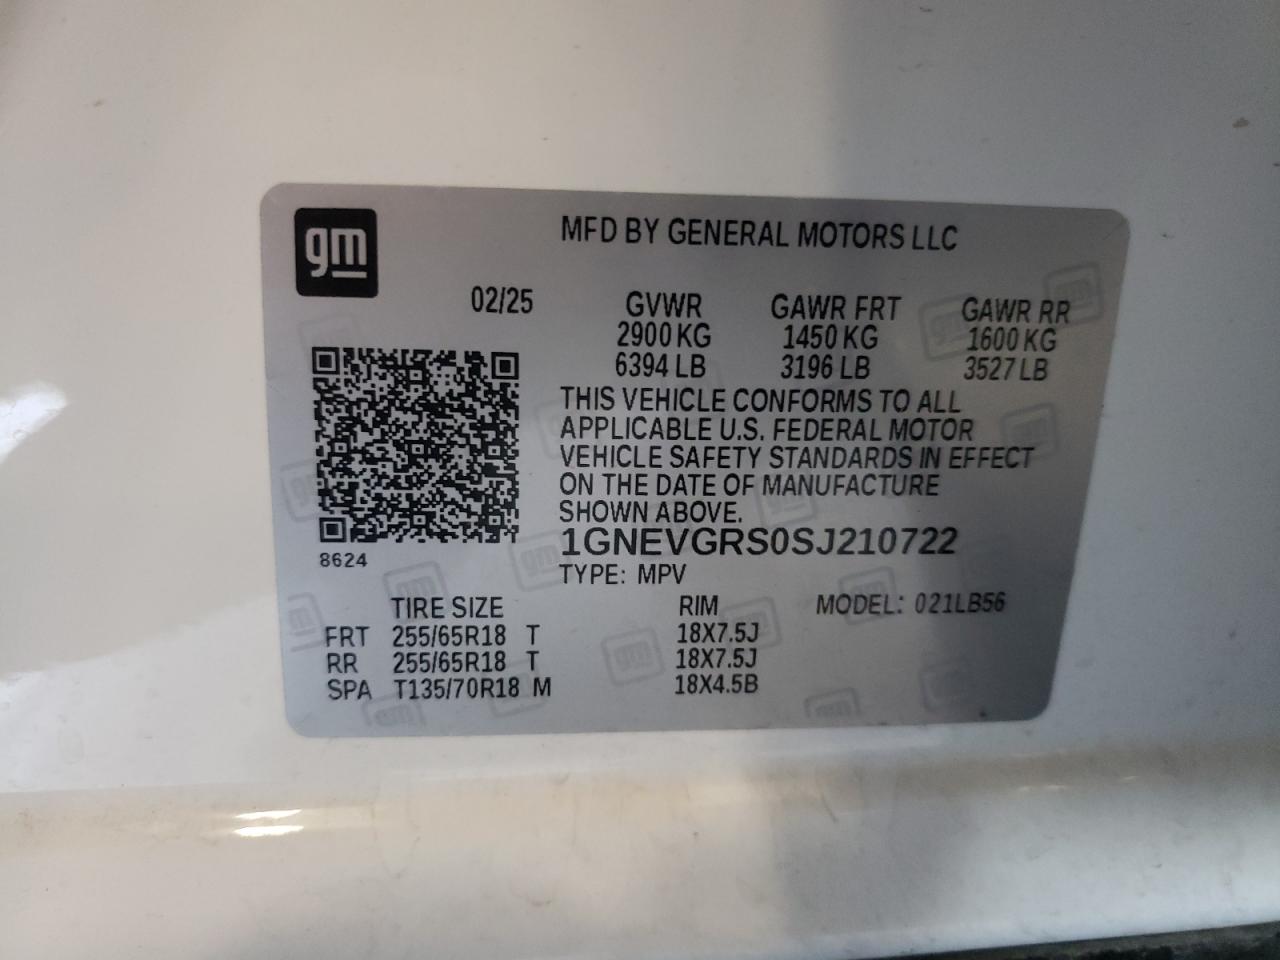 gm
MFD BY GENERAL MOTORS LLC
02/25 GVWR GAWR FRT GAWR RR
2900 KG 1450 KG 1600 KG
6394 LB 3196 LB 3527 LB
THIS VEHICLE CONFORMS TO ALL
APPLICABLE U.S. FEDERAL MOTOR
VEHICLE SAFETY STANDARDS IN EFFECT
ON THE DATE OF MANUFACTURE
SHOWN ABOVE.
1GNEVGRS0SJ210722
8624
TYPE: MPV
TIRE SIZE RIM MODEL: 021LB56
FRT 255/65R18 T 18X7.5J
RR 255/65R18 T 18X7.5J
SPA T135/70R18 M 18X4.5B